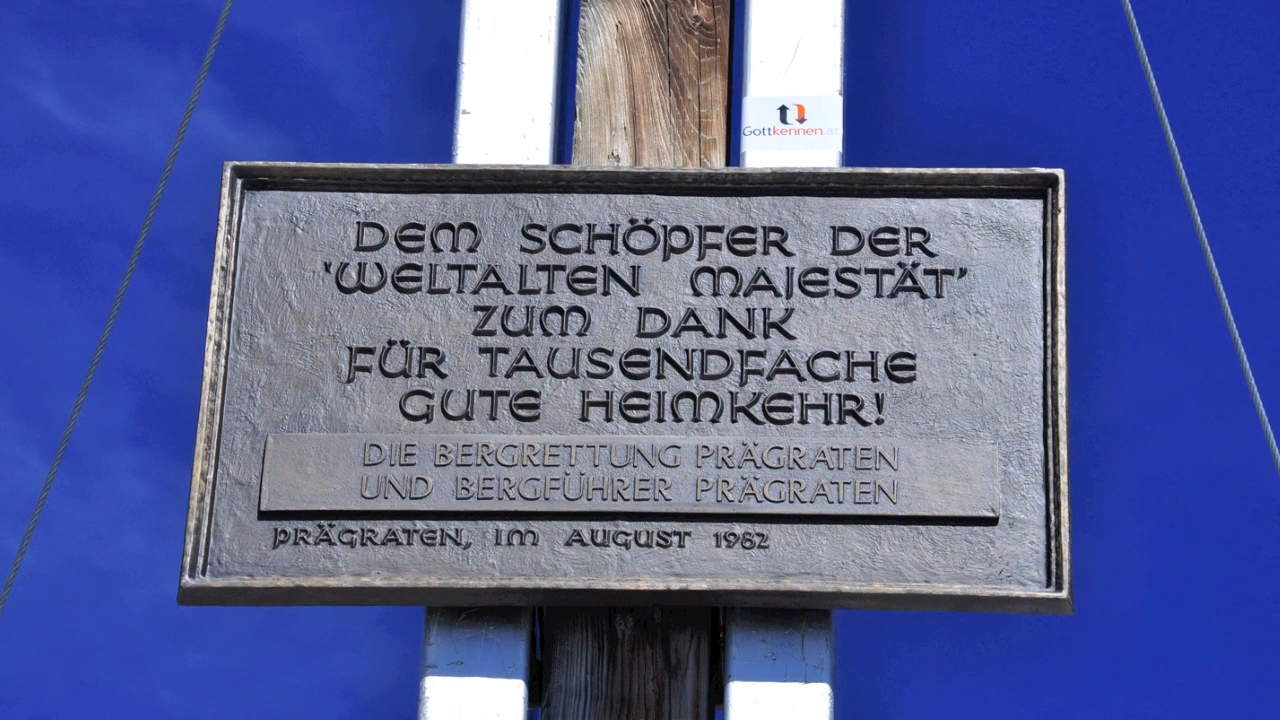 Gottkennen.at
DEM SCHÖPFER DER
'WELTALTEN MAJESTÄT'
ZUM DANK
FÜR TAUSENDFACHE
GUTE HEIMKEHR!
DIE BERGRETTUNG PRÄGRATEN
UND BERGFÜHRER PRÄGRATEN
PRÄGRATEN, IM AUGUST 1982